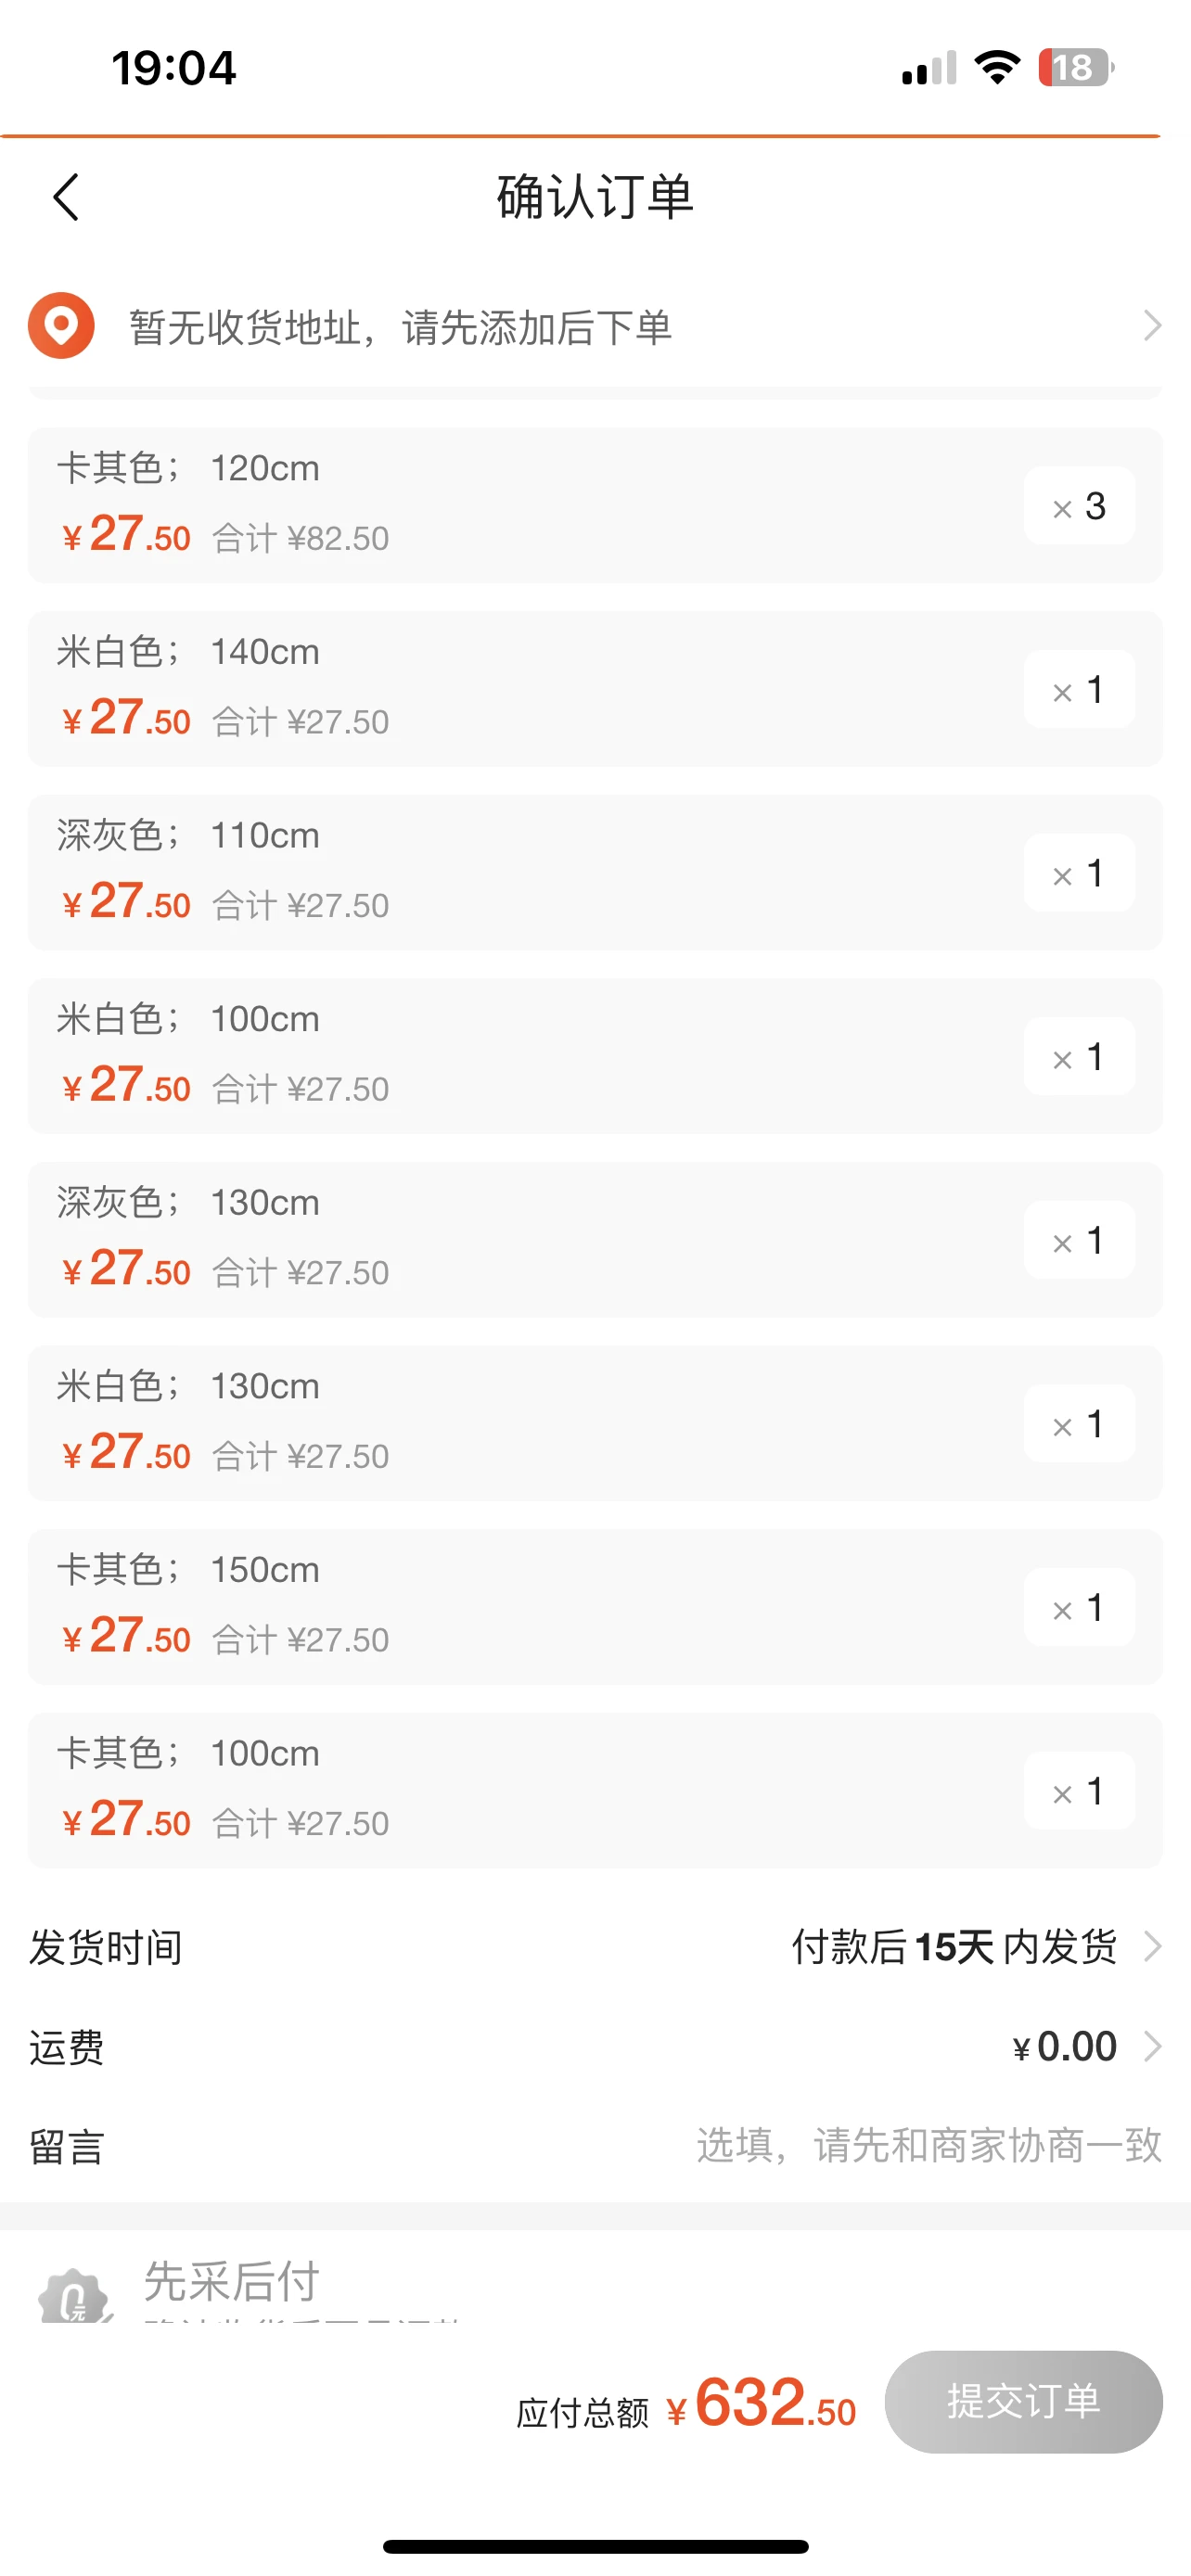 19:04
18
确认订单
暂无收货地址，请先添加后下单
卡其色； 120cm
× 3
¥27.50 合计 ¥82.50
米白色； 140cm
× 1
¥27.50 合计 ¥27.50
深灰色； 110cm
× 1
¥27.50 合计 ¥27.50
米白色； 100cm
× 1
¥27.50 合计 ¥27.50
深灰色； 130cm
× 1
¥27.50 合计 ¥27.50
米白色； 130cm
× 1
¥27.50 合计 ¥27.50
卡其色； 150cm
× 1
¥27.50 合计 ¥27.50
卡其色； 100cm
× 1
¥27.50 合计 ¥27.50
发货时间 付款后15天内发货
运费 ¥0.00
留言 选填，请先和商家协商一致
0元
先采后付
应付总额 ¥632.50 提交订单